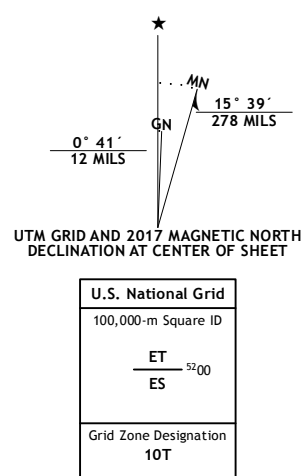 ★
MN
GN
15° 39´
278 MILS
0° 41´
12 MILS
UTM GRID AND 2017 MAGNETIC NORTH
DECLINATION AT CENTER OF SHEET
U.S. National Grid
100,000-m Square ID
ET
5200
ES
Grid Zone Designation
10T